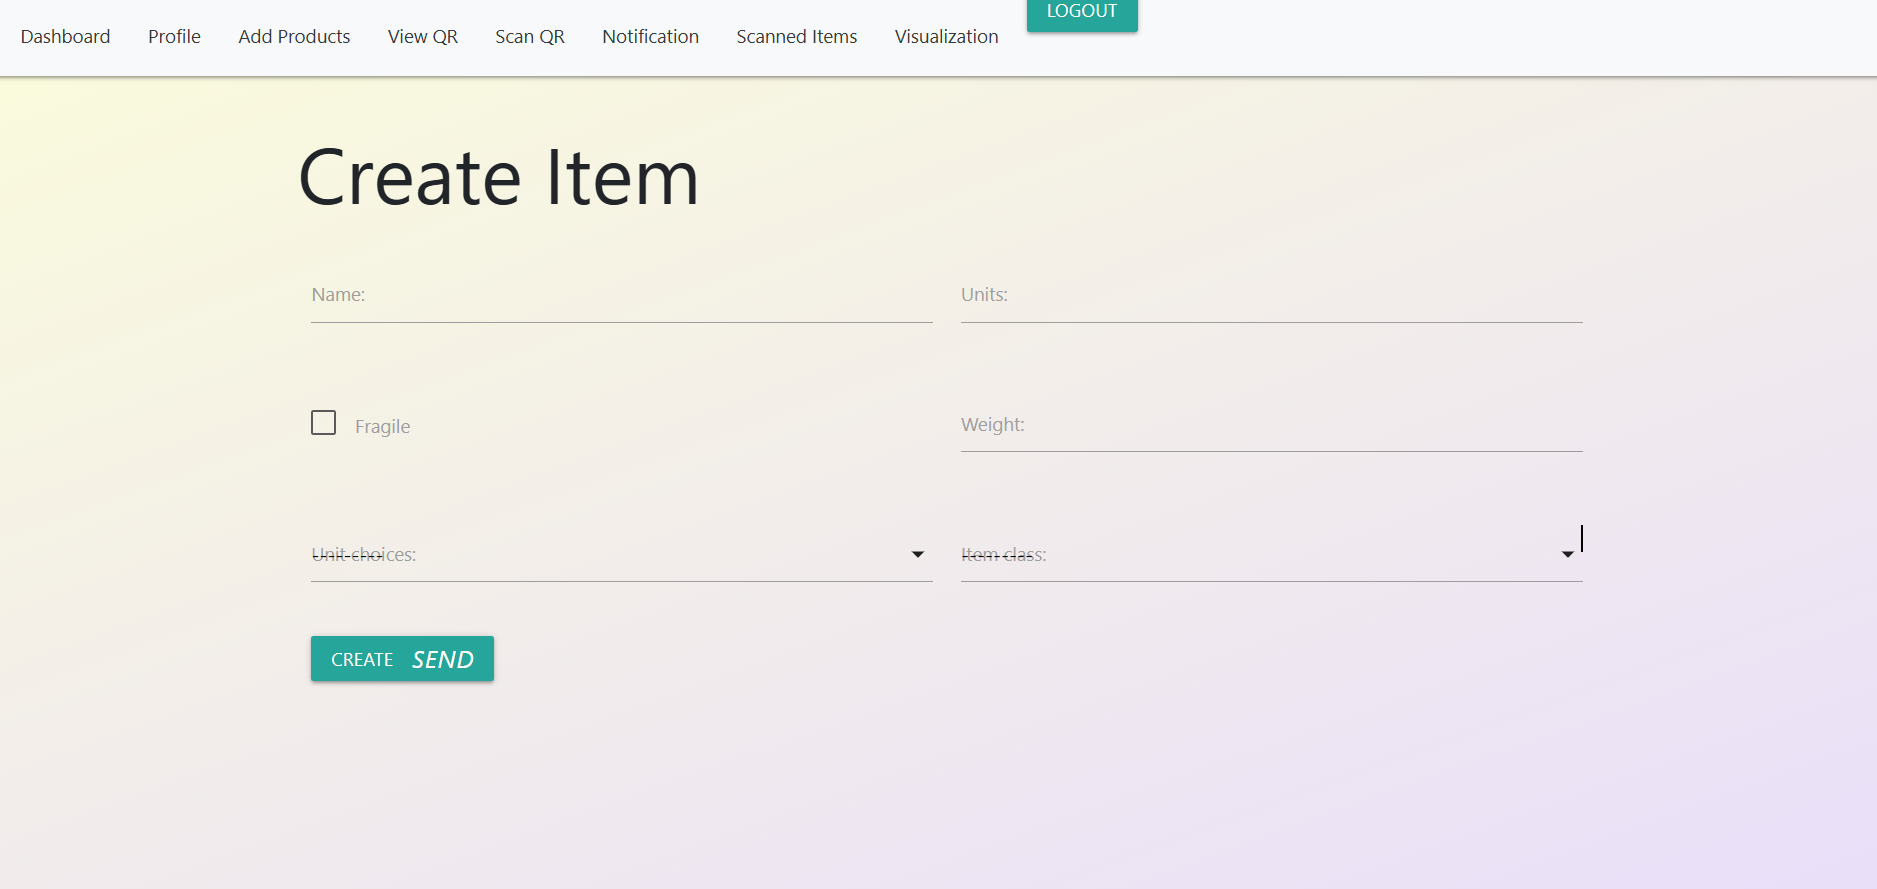 Dashboard Profile Add Products View QR Scan QR Notification Scanned Items Visualization LOGOUT
Create Item
Name: Units:
Fragile Weight:
Unit choices: Item class:
CREATE SEND